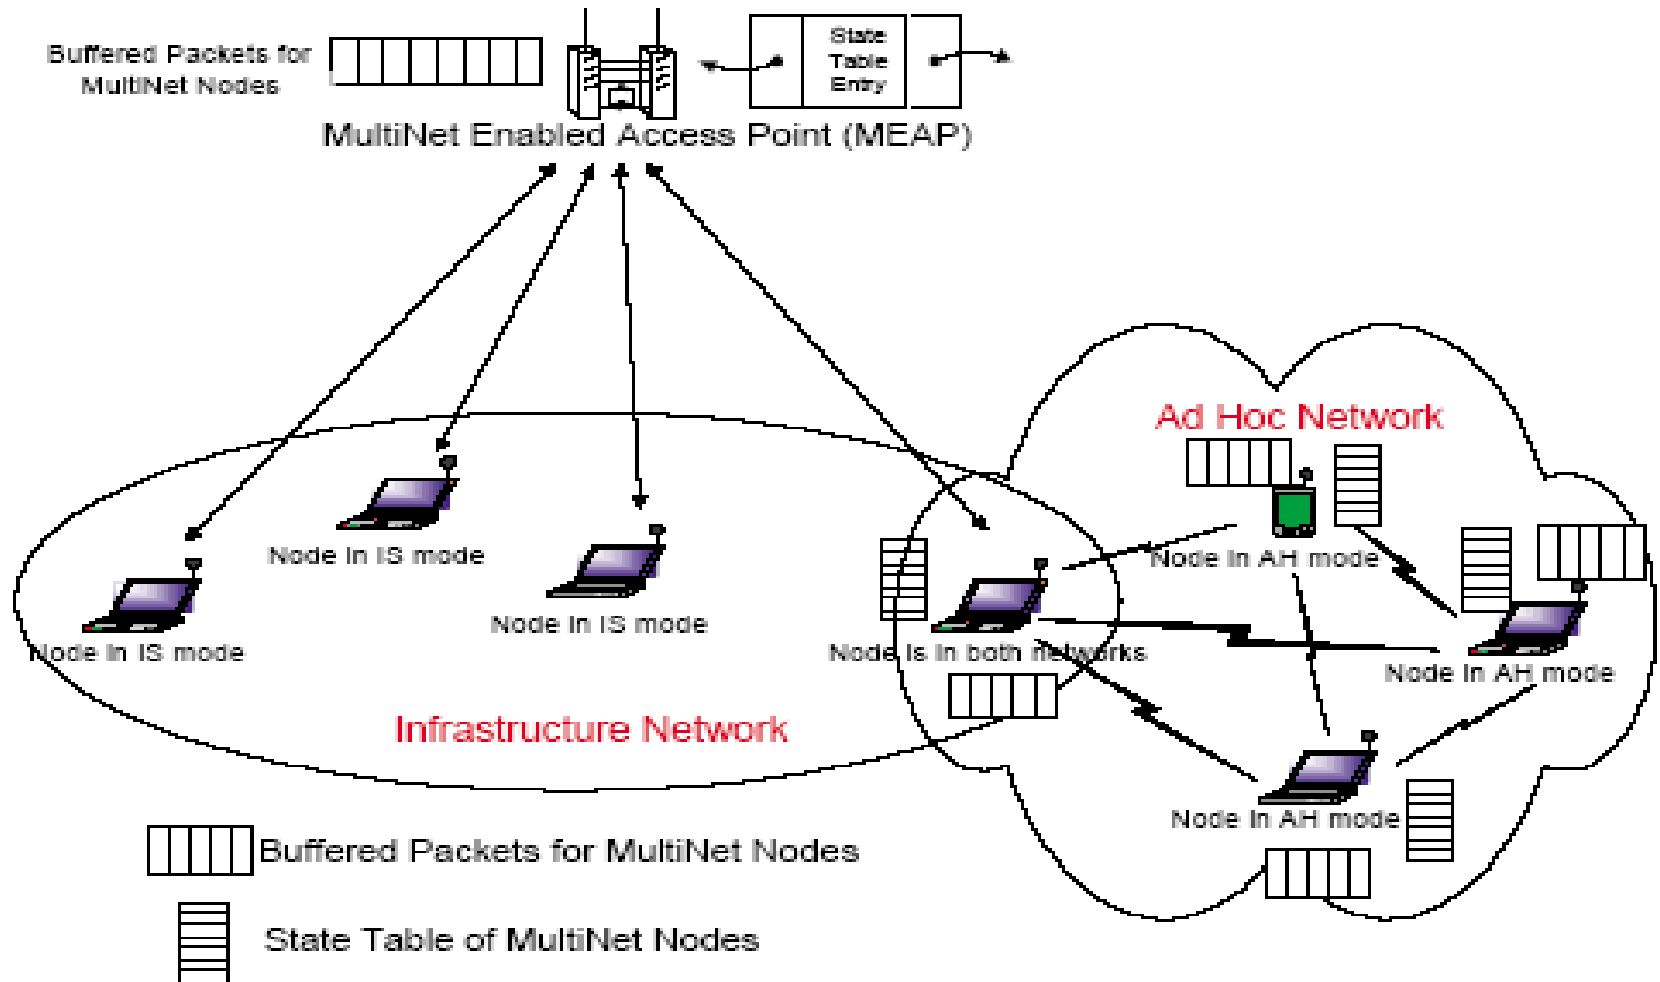 Buffered Packets for
MultiNet Nodes
State
Table
Entry
MultiNet Enabled Access Point (MEAP)
Ad Hoc Network
Node in IS mode
Node in AH mode
Node in IS mode
Node in IS mode
Node is in both networks
Node in AH mode
Infrastructure Network
Node in AH mode
Buffered Packets for MultiNet Nodes
State Table of MultiNet Nodes